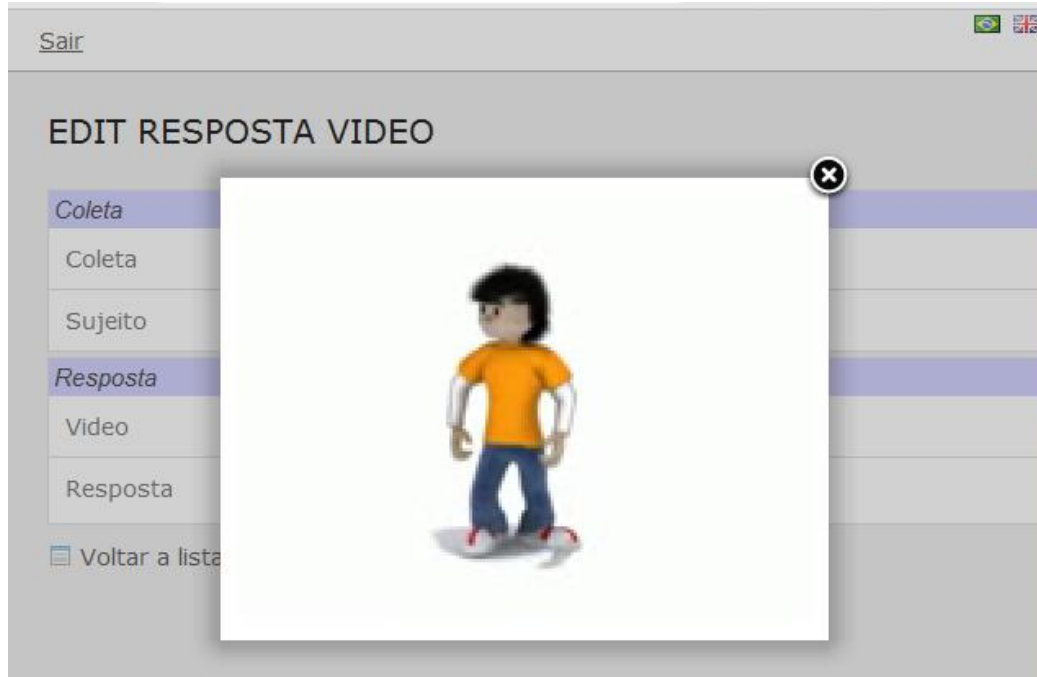 Sair
EDIT RESPOSTA VIDEO
Coleta
Coleta
Sujeito
Resposta
Video
Resposta
Voltar a lista